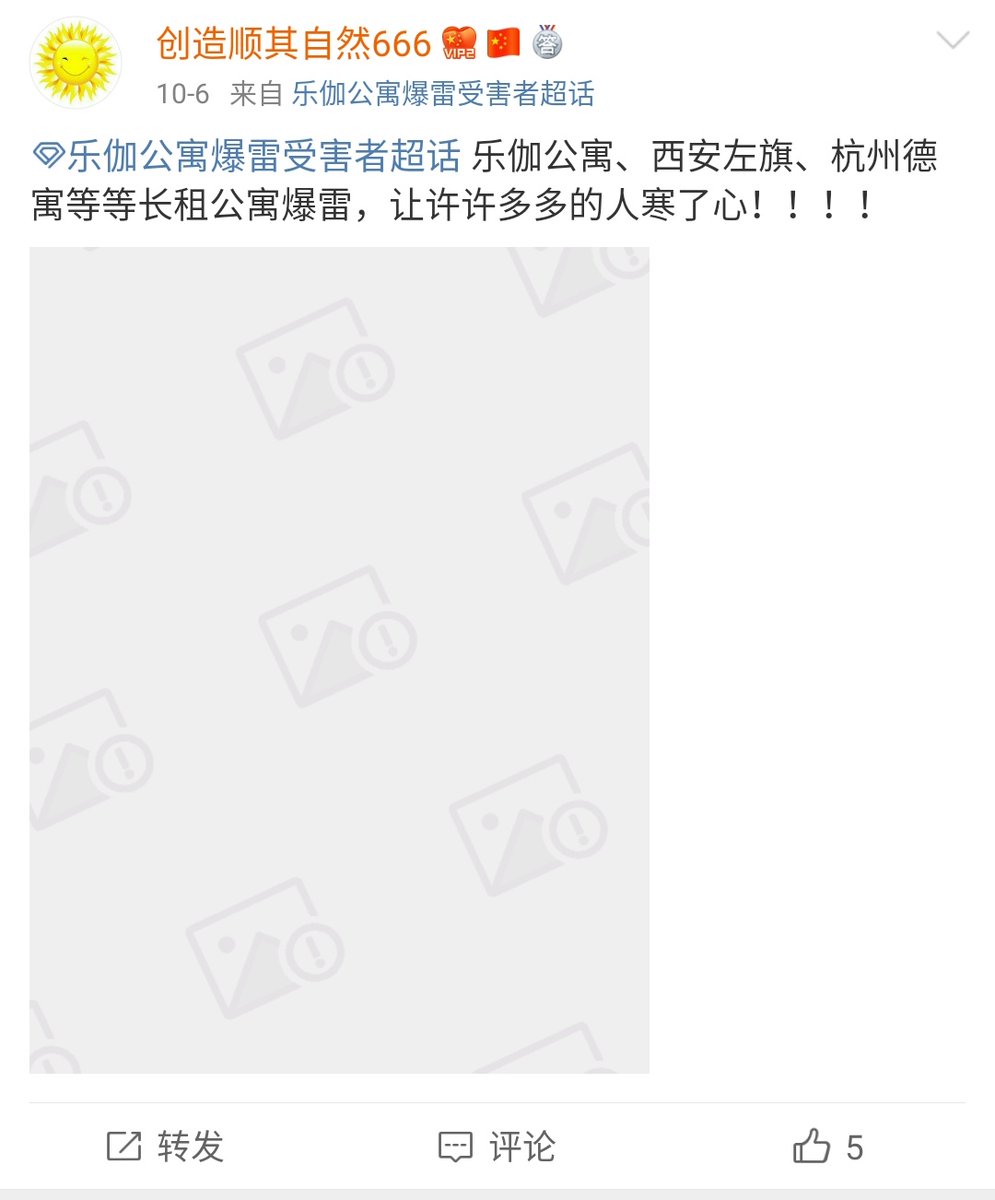 创造顺其自然666 VIP2 答
10-6 来自 乐伽公寓爆雷受害者超话
乐伽公寓爆雷受害者超话 乐伽公寓、西安左旗、杭州德
寓等等长租公寓爆雷，让许许多多的人寒了心！！！！
转发 评论 5